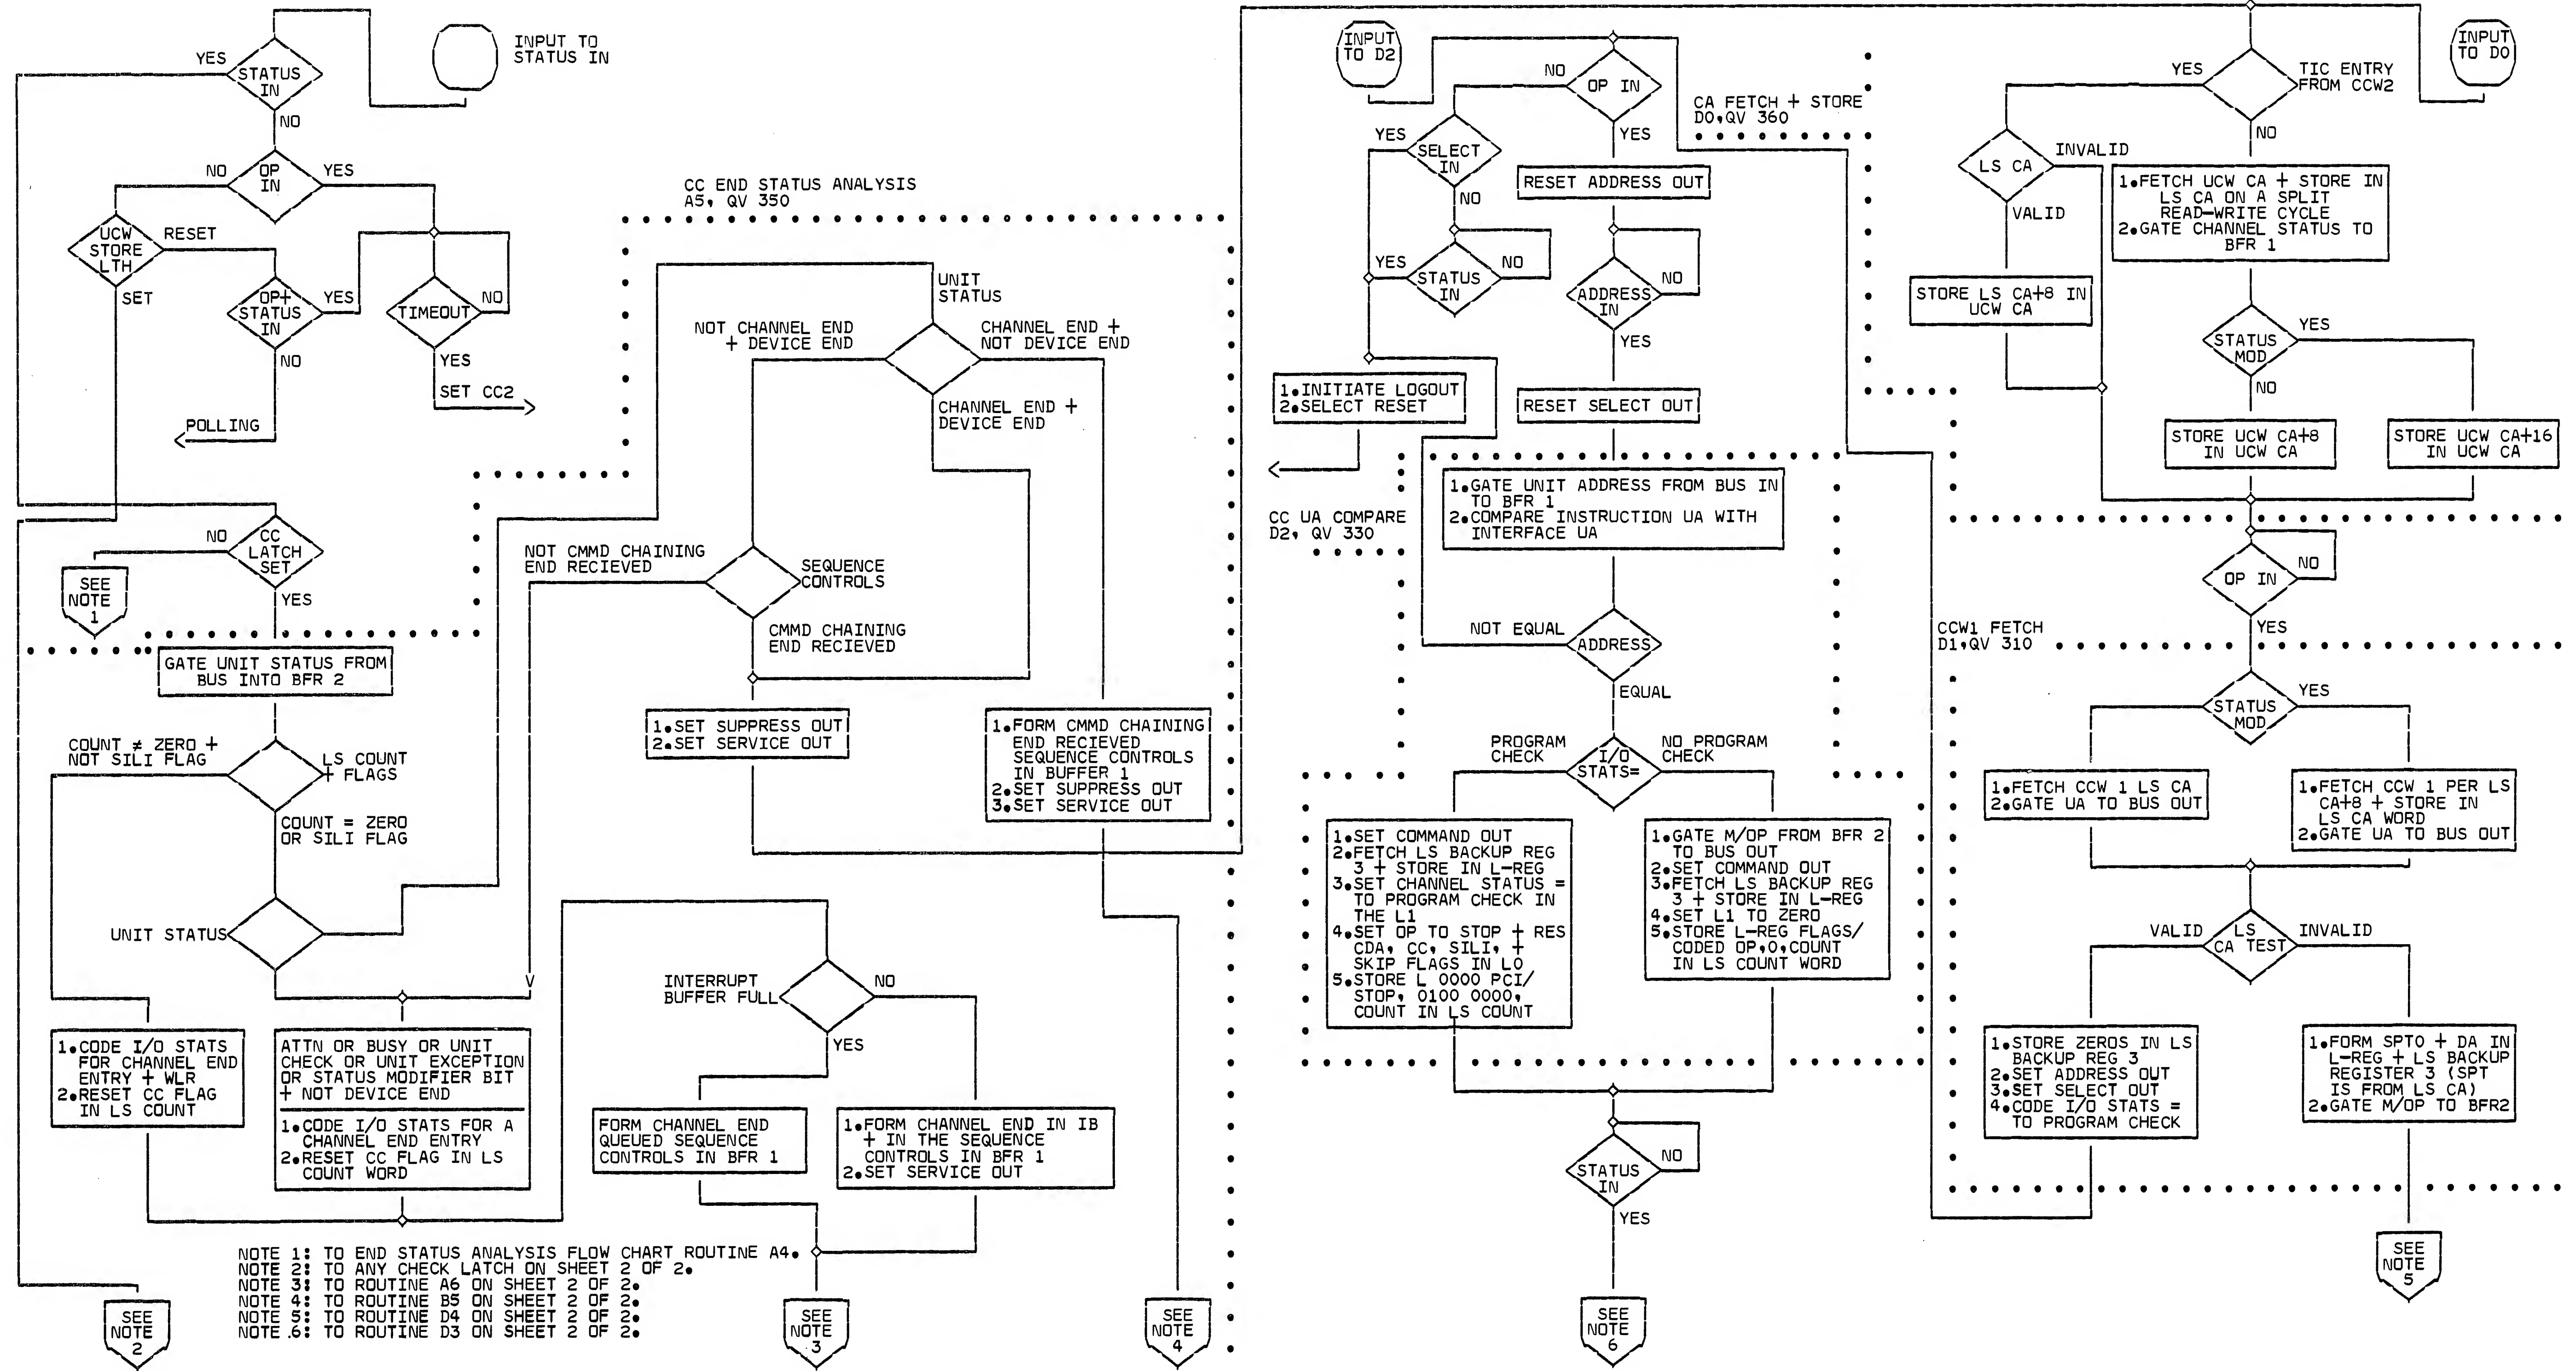 INPUT TO
STATUS IN
YES
STATUS
IN
NO
NO
OP
IN
YES
UCW
STORE
LTH
RESET
SET
OP+
STATUS
IN
YES
NO
TIMEOUT
NO
YES
SET CC2
POLLING
NO
CC
LATCH
SET
YES
SEE
NOTE
1
GATE UNIT STATUS FROM
BUS INTO BFR 2
COUNT ≠ ZERO +
NOT SILI FLAG
LS COUNT
+ FLAGS
COUNT = ZERO
OR SILI FLAG
UNIT STATUS
1.CODE I/O STATS
FOR CHANNEL END
ENTRY + WLR
2.RESET CC FLAG
IN LS COUNT
ATTN OR BUSY OR UNIT
CHECK OR UNIT EXCEPTION
OR STATUS MODIFIER BIT
+ NOT DEVICE END
1.CODE I/O STATS FOR A
CHANNEL END ENTRY
2.RESET CC FLAG IN LS
COUNT WORD
CC END STATUS ANALYSIS
A5, QV 350
UNIT
STATUS
NOT CHANNEL END
+ DEVICE END
CHANNEL END +
NOT DEVICE END
CHANNEL END +
DEVICE END
NOT CMMD CHAINING
END RECIEVED
SEQUENCE
CONTROLS
CMMD CHAINING
END RECIEVED
1.SET SUPPRESS OUT
2.SET SERVICE OUT
1.FORM CMMD CHAINING
END RECIEVED
SEQUENCE CONTROLS
IN BUFFER 1
2.SET SUPPRESS OUT
3.SET SERVICE OUT
INTERRUPT
BUFFER FULL
NO
YES
FORM CHANNEL END
QUEUED SEQUENCE
CONTROLS IN BFR 1
1.FORM CHANNEL END IN IB
+ IN THE SEQUENCE
CONTROLS IN BFR 1
2.SET SERVICE OUT
NOTE 1: TO END STATUS ANALYSIS FLOW CHART ROUTINE A4.
NOTE 2: TO ANY CHECK LATCH ON SHEET 2 OF 2.
NOTE 3: TO ROUTINE A6 ON SHEET 2 OF 2.
NOTE 4: TO ROUTINE B5 ON SHEET 2 OF 2.
NOTE 5: TO ROUTINE D4 ON SHEET 2 OF 2.
NOTE 6: TO ROUTINE D3 ON SHEET 2 OF 2.
SEE
NOTE
2
SEE
NOTE
3
SEE
NOTE
4
INPUT
TO D2
NO
OP IN
YES
CA FETCH + STORE
D0,QV 360
YES
SELECT
IN
NO
RESET ADDRESS OUT
YES
STATUS
IN
NO
ADDRESS
IN
NO
YES
1.INITIATE LOGOUT
2.SELECT RESET
RESET SELECT OUT
CC UA COMPARE
D2, QV 330
1.GATE UNIT ADDRESS FROM BUS IN
TO BFR 1
2.COMPARE INSTRUCTION UA WITH
INTERFACE UA
NOT EQUAL
ADDRESS
EQUAL
PROGRAM
CHECK
I/O
STATS=
NO PROGRAM
CHECK
1.SET COMMAND OUT
2.FETCH LS BACKUP REG
3 + STORE IN L-REG
3.SET CHANNEL STATUS =
TO PROGRAM CHECK IN
THE L1
4.SET OP TO STOP + RES
CDA, CC, SILI, +
SKIP FLAGS IN L0
5.STORE L 0000 PCI/
STOP, 0100 0000,
COUNT IN LS COUNT
1.GATE M/OP FROM BFR 2
TO BUS OUT
2.SET COMMAND OUT
3.FETCH LS BACKUP REG
3 + STORE IN L-REG
4.SET L1 TO ZERO
5.STORE L-REG FLAGS/
CODED OP,0,COUNT
IN LS COUNT WORD
STATUS
IN
NO
YES
SEE
NOTE
6
INPUT
TO D0
YES
TIC ENTRY
FROM CCW2
NO
LS CA
INVALID
VALID
1.FETCH UCW CA + STORE IN
LS CA ON A SPLIT
READ-WRITE CYCLE
2.GATE CHANNEL STATUS TO
BFR 1
STORE LS CA+8 IN
UCW CA
STATUS
MOD
YES
NO
STORE UCW CA+8
IN UCW CA
STORE UCW CA+16
IN UCW CA
OP IN
NO
YES
CCW1 FETCH
D1,QV 310
STATUS
MOD
YES
1.FETCH CCW 1 LS CA
2.GATE UA TO BUS OUT
1.FETCH CCW 1 PER LS
CA+8 + STORE IN
LS CA WORD
2.GATE UA TO BUS OUT
VALID
LS
CA TEST
INVALID
1.STORE ZEROS IN LS
BACKUP REG 3
2.SET ADDRESS OUT
3.SET SELECT OUT
4.CODE I/O STATS =
TO PROGRAM CHECK
1.FORM SPT0 + DA IN
L-REG + LS BACKUP
REGISTER 3 (SPT
IS FROM LS CA)
2.GATE M/OP TO BFR2
SEE
NOTE
5